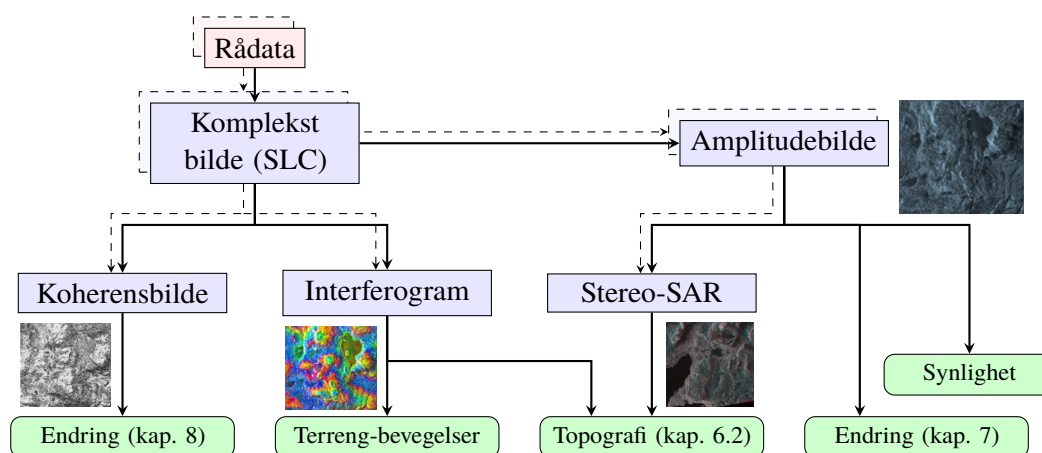 Rådata
Komplekst
bilde (SLC)
Amplitudebilde
Koherensbilde
Interferogram
Stereo-SAR
Synlighet
Endring (kap. 8)
Terreng-bevegelser
Topografi (kap. 6.2)
Endring (kap. 7)